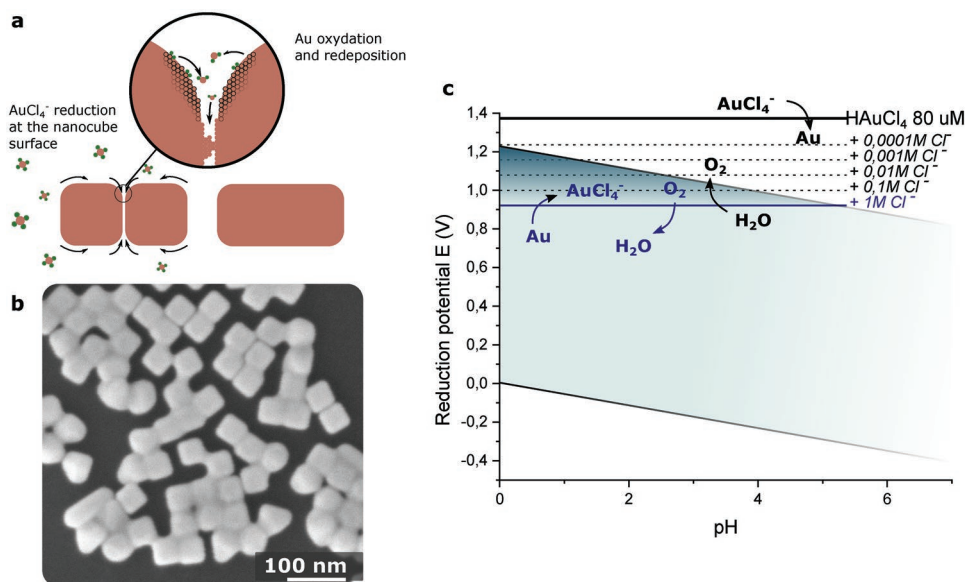 a
Au oxydation
and redeposition
AuCl₄⁻ reduction
at the nanocube
surface
b
100 nm
c
Reduction potential E (V)
1,4
1,2
1,0
0,8
0,6
0,4
0,2
0,0
-0,2
-0,4
AuCl₄⁻
HAuCl₄ 80 uM
Au
+ 0,0001M Cl⁻
+ 0,001M Cl⁻
+ 0,01M Cl⁻
+ 0,1M Cl⁻
+ 1M Cl⁻
O₂
AuCl₄⁻
O₂
H₂O
Au
H₂O
0
2
4
6
pH